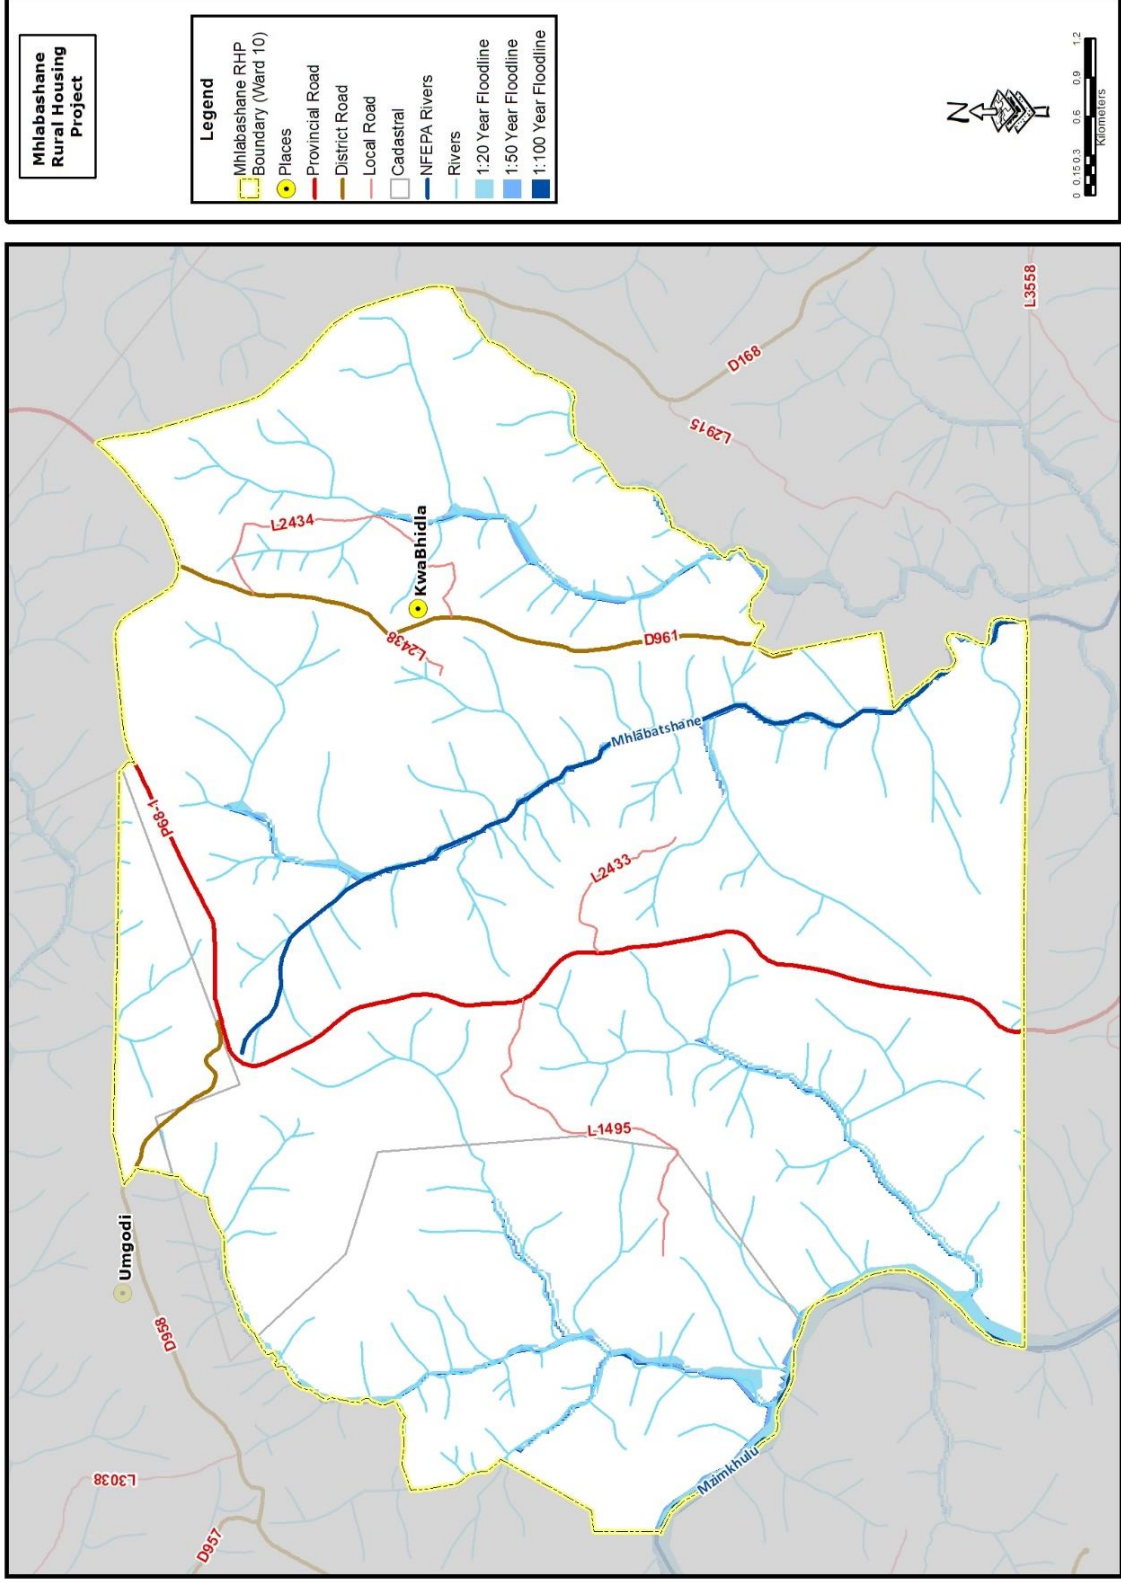 Mhlabashane
Rural Housing
Project
Legend
Mhlabashane RHP
Boundary (Ward 10)
Places
Provincial Road
District Road
Local Road
Cadastral
NFEPA Rivers
Rivers
1:20 Year Floodline
1:50 Year Floodline
1:100 Year Floodline
N
0 0.15 0.3 0.6 0.9 1.2
Kilometers
L3038
D957
D958
Umgodi
P68-1
L2434
KwaBhidla
L2438
D961
Mhlabatshane
L2433
L1495
Mzimkhulu
L2915
D168
L3558